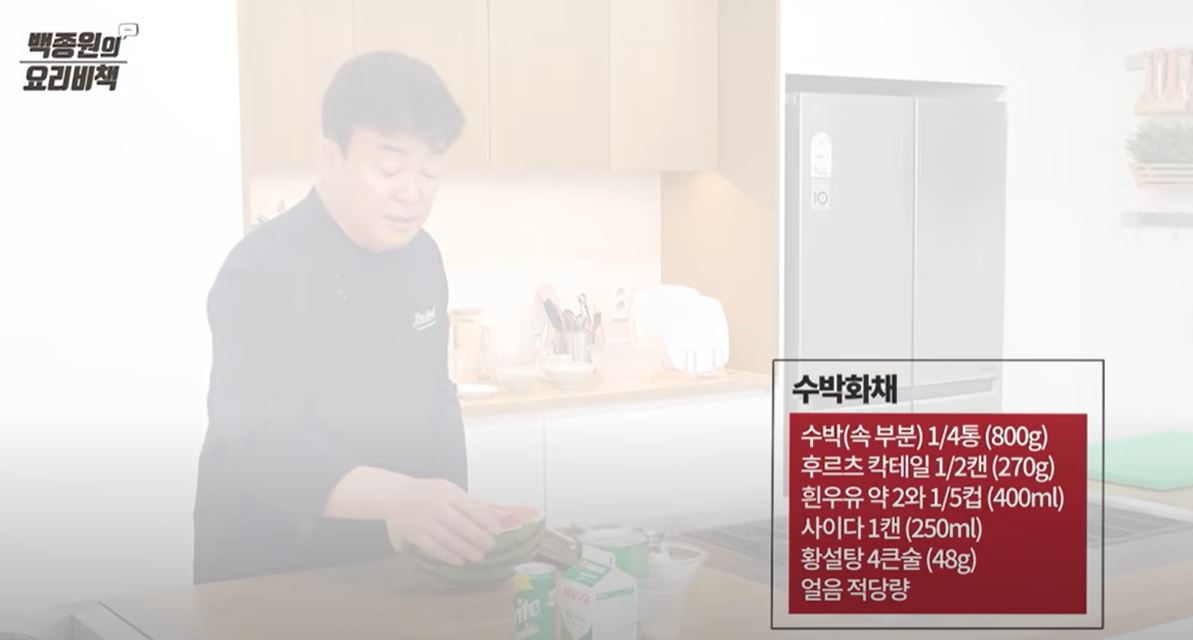 백종원의
요리비책
10
수박화채
수박(속 부분) 1/4통 (800g)
후르츠 칵테일 1/2캔 (270g)
흰우유 약 2와 1/5컵 (400ml)
사이다 1캔 (250ml)
황설탕 4큰술 (48g)
얼음 적당량